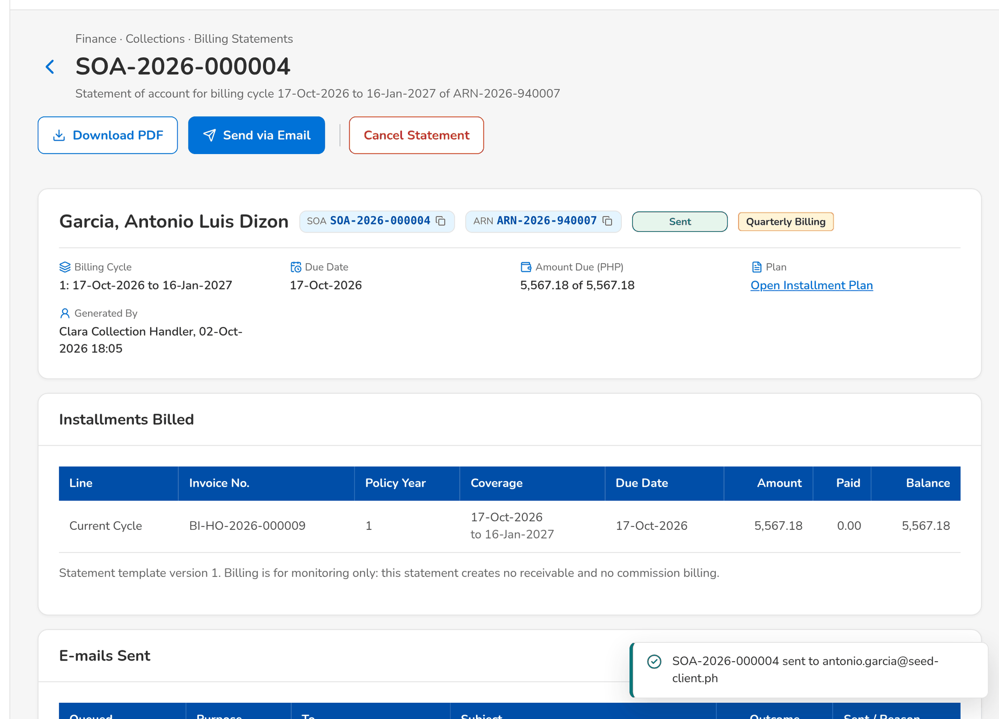 Finance · Collections · Billing Statements
SOA-2026-000004
Statement of account for billing cycle 17-Oct-2026 to 16-Jan-2027 of ARN-2026-940007
Download PDF
Send via Email
Cancel Statement
Garcia, Antonio Luis Dizon
SOA SOA-2026-000004
ARN ARN-2026-940007
Sent
Quarterly Billing
Billing Cycle
1: 17-Oct-2026 to 16-Jan-2027
Due Date
17-Oct-2026
Amount Due (PHP)
5,567.18 of 5,567.18
Plan
Open Installment Plan
Generated By
Clara Collection Handler, 02-Oct-
2026 18:05
Installments Billed
Line Invoice No. Policy Year Coverage Due Date Amount Paid Balance
Current Cycle BI-HO-2026-000009 1 17-Oct-2026 17-Oct-2026 5,567.18 0.00 5,567.18
to 16-Jan-2027
Statement template version 1. Billing is for monitoring only: this statement creates no receivable and no commission billing.
E-mails Sent
SOA-2026-000004 sent to antonio.garcia@seed-
client.ph
Queued Purpose To Subject Outcome Sent / Reason